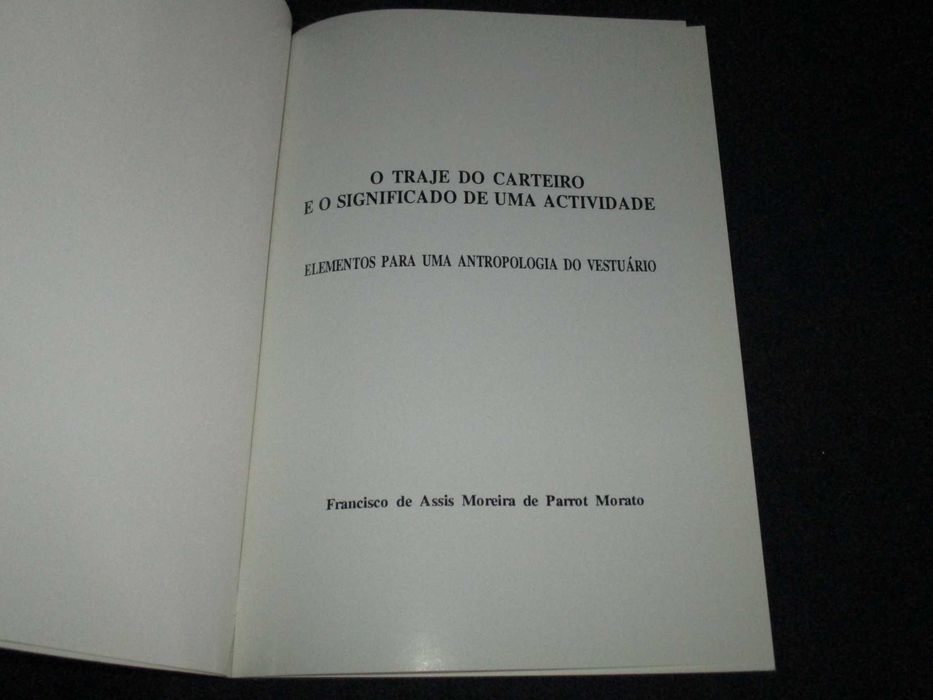 O TRAJE DO CARTEIRO
E O SIGNIFICADO DE UMA ACTIVIDADE
ELEMENTOS PARA UMA ANTROPOLOGIA DO VESTUÁRIO
Francisco de Assis Moreira de Parrot Morato